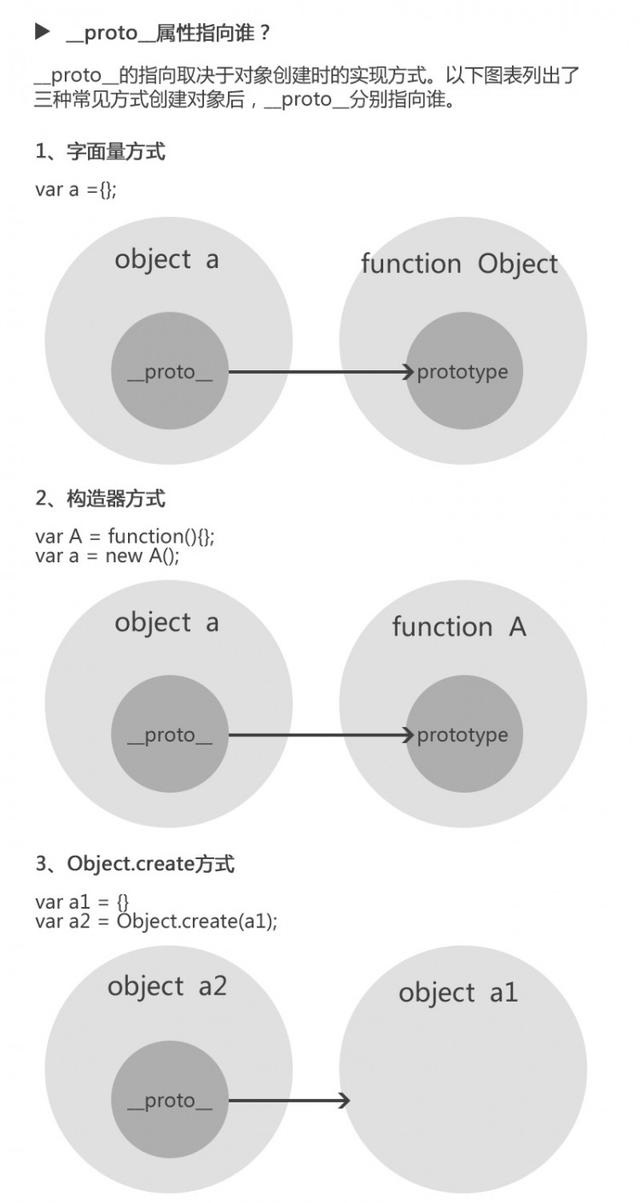 ▶ __proto__属性指向谁？
__proto__的指向取决于对象创建时的实现方式。以下图表列出了
三种常见方式创建对象后，__proto__分别指向谁。
1、字面量方式
var a ={};
object a
function Object
__proto__
prototype
2、构造器方式
var A = function(){};
var a = new A();
object a
function A
__proto__
prototype
3、Object.create方式
var a1 = {}
var a2 = Object.create(a1);
object a2
object a1
__proto__